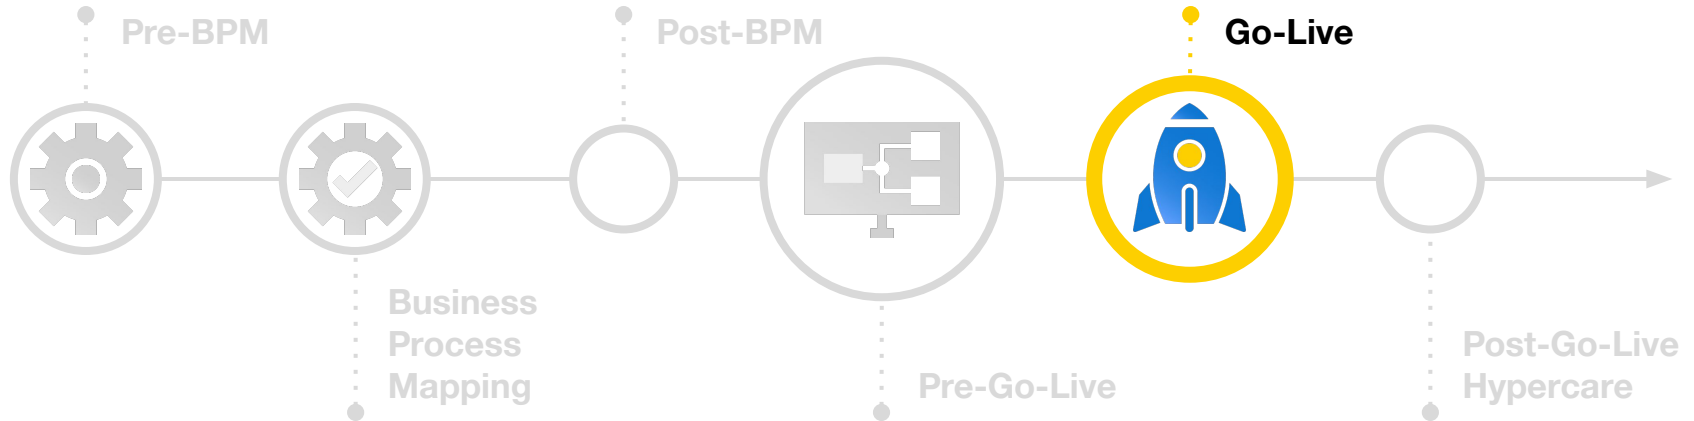 Pre-BPM
Business
Process
Mapping
Post-BPM
Pre-Go-Live
Go-Live
Post-Go-Live
Hypercare